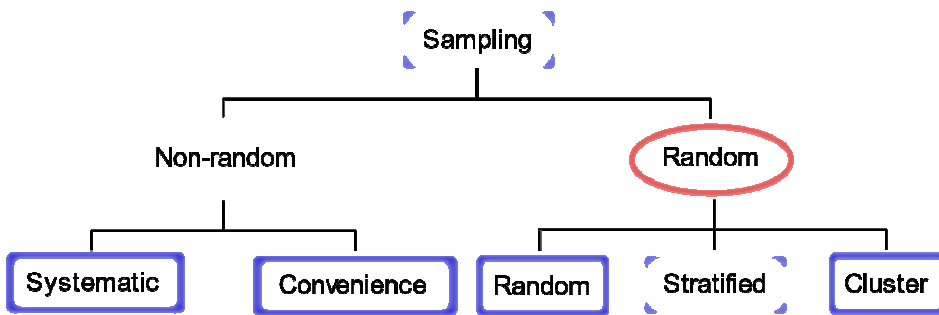 Sampling
Non-random
Random
Systematic
Convenience
Random
Stratified
Cluster